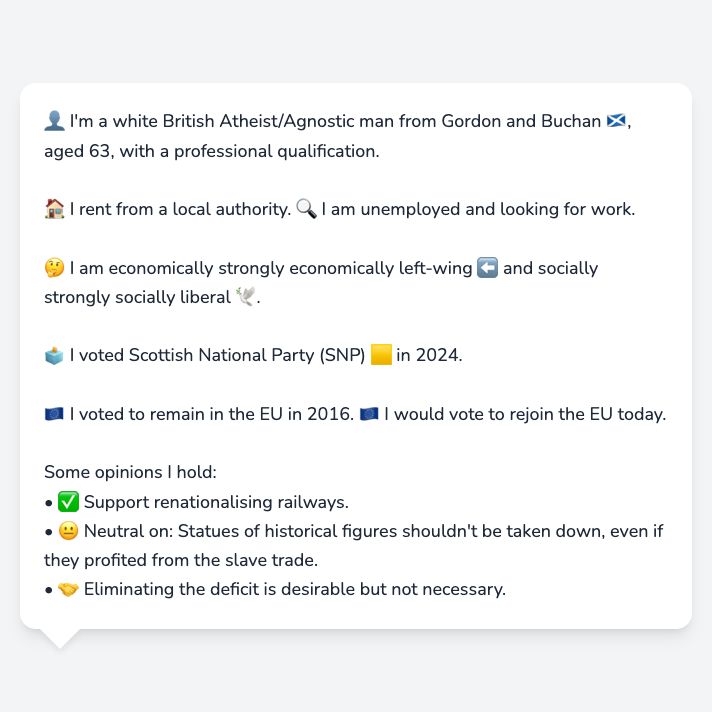 👤 I'm a white British Atheist/Agnostic man from Gordon and Buchan 🏴󠁧󠁢󠁳󠁣󠁴󠁿,
aged 63, with a professional qualification.
🏠 I rent from a local authority. 🔍 I am unemployed and looking for work.
🤔 I am economically strongly economically left-wing ⬅️ and socially
strongly socially liberal 🕊️.
🗳️ I voted Scottish National Party (SNP) 🟨 in 2024.
🇪🇺 I voted to remain in the EU in 2016. 🇪🇺 I would vote to rejoin the EU today.
Some opinions I hold:
• ✅ Support renationalising railways.
• 😐 Neutral on: Statues of historical figures shouldn't be taken down, even if
they profited from the slave trade.
• 🤝 Eliminating the deficit is desirable but not necessary.